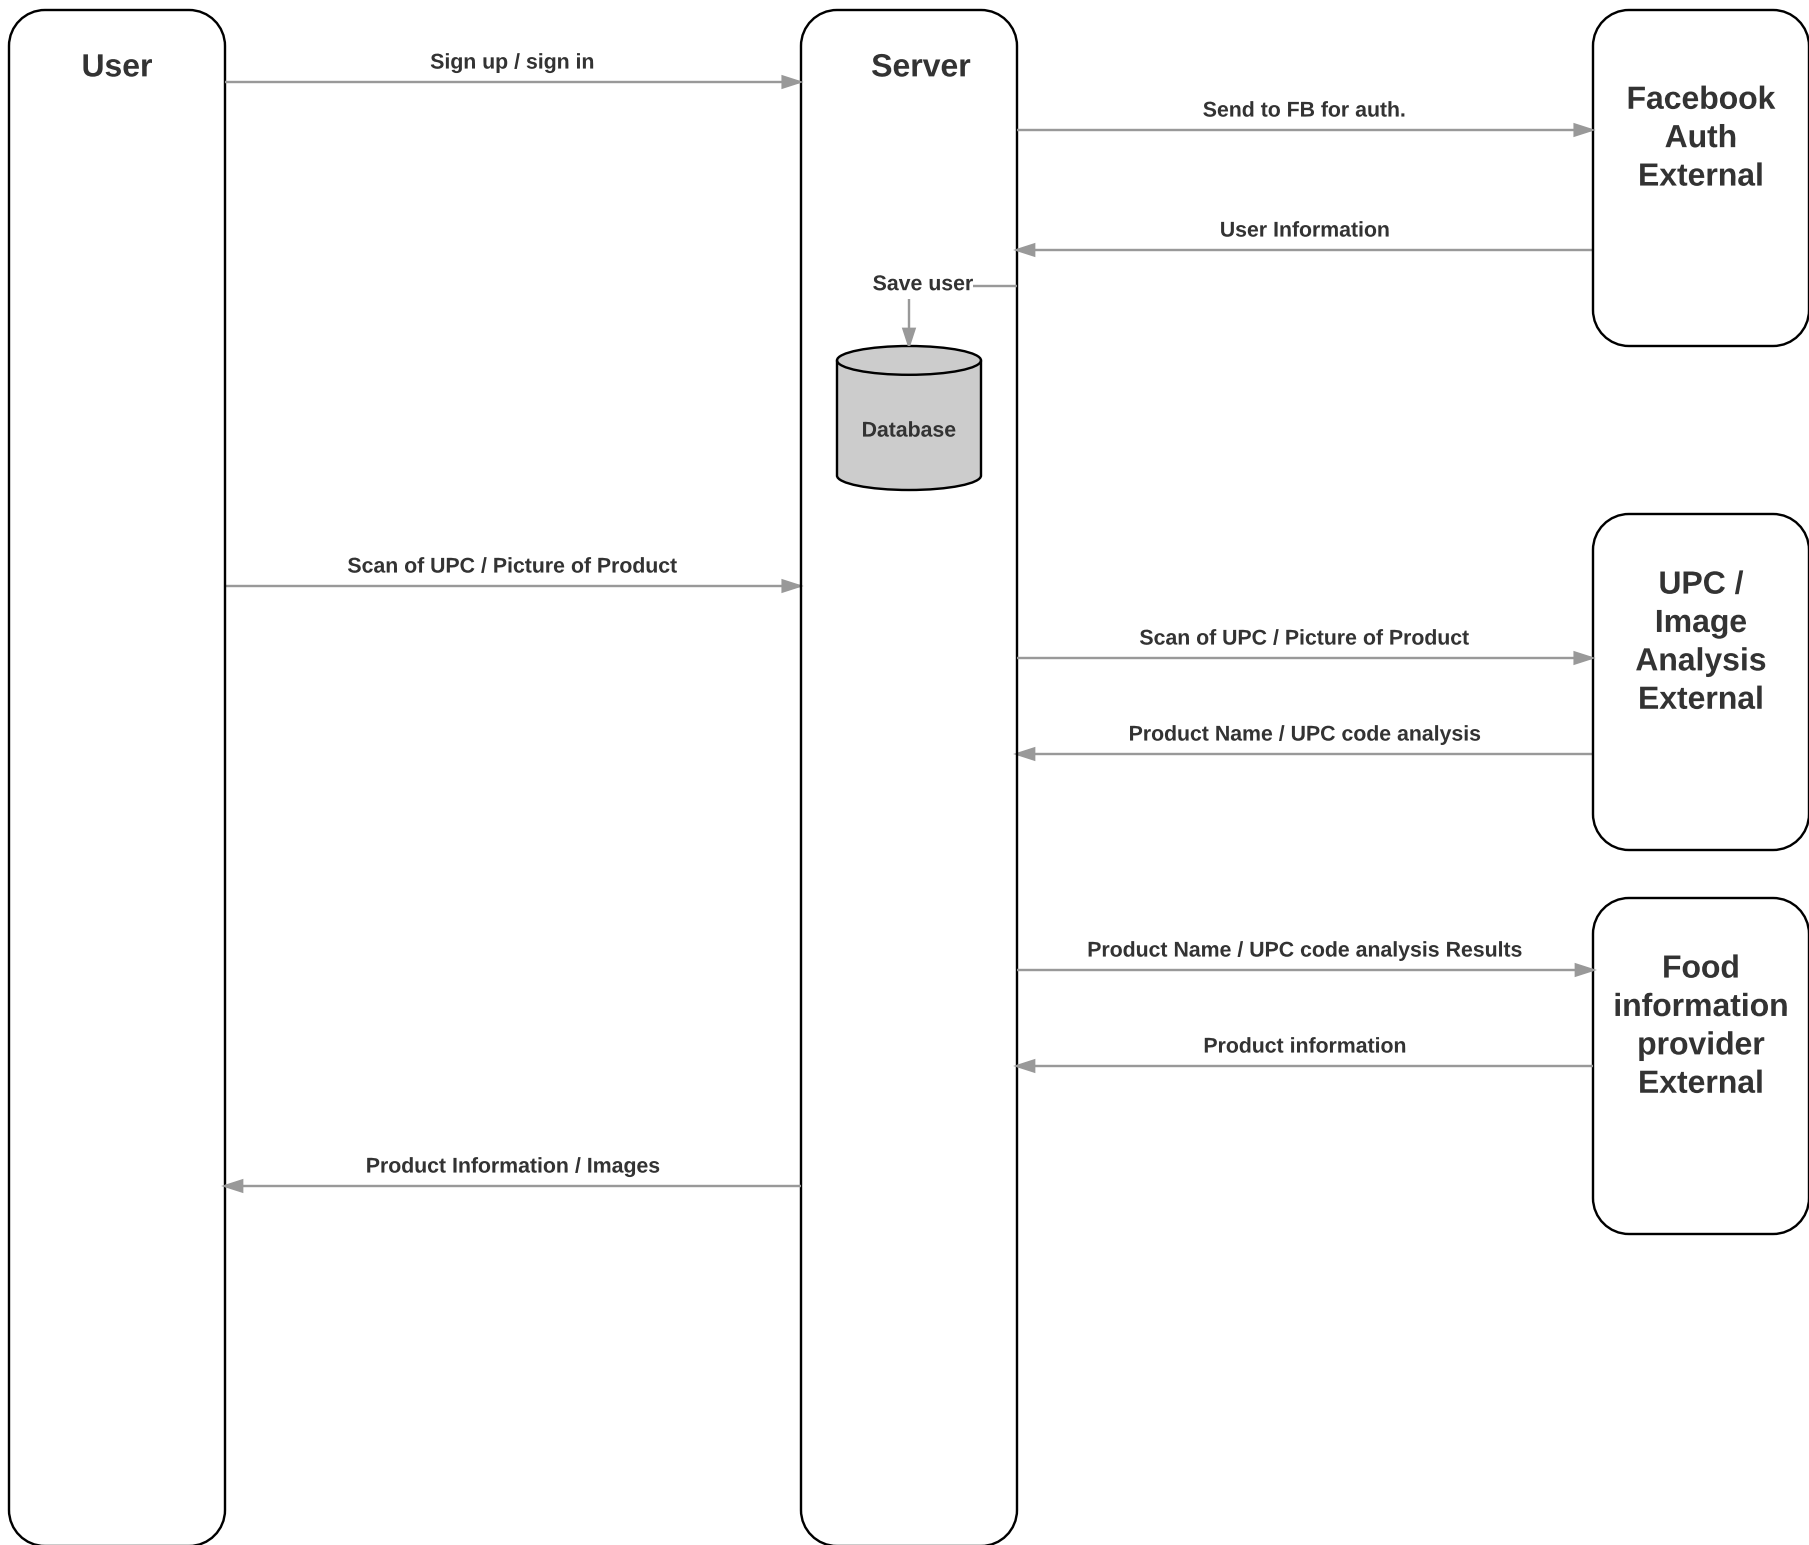 User
Sign up / sign in
Server
Facebook
Auth
External
Send to FB for auth.
User Information
Save user
Database
Scan of UPC / Picture of Product
UPC /
Image
Analysis
External
Scan of UPC / Picture of Product
Product Name / UPC code analysis
Product Name / UPC code analysis Results
Food
information
provider
External
Product information
Product Information / Images